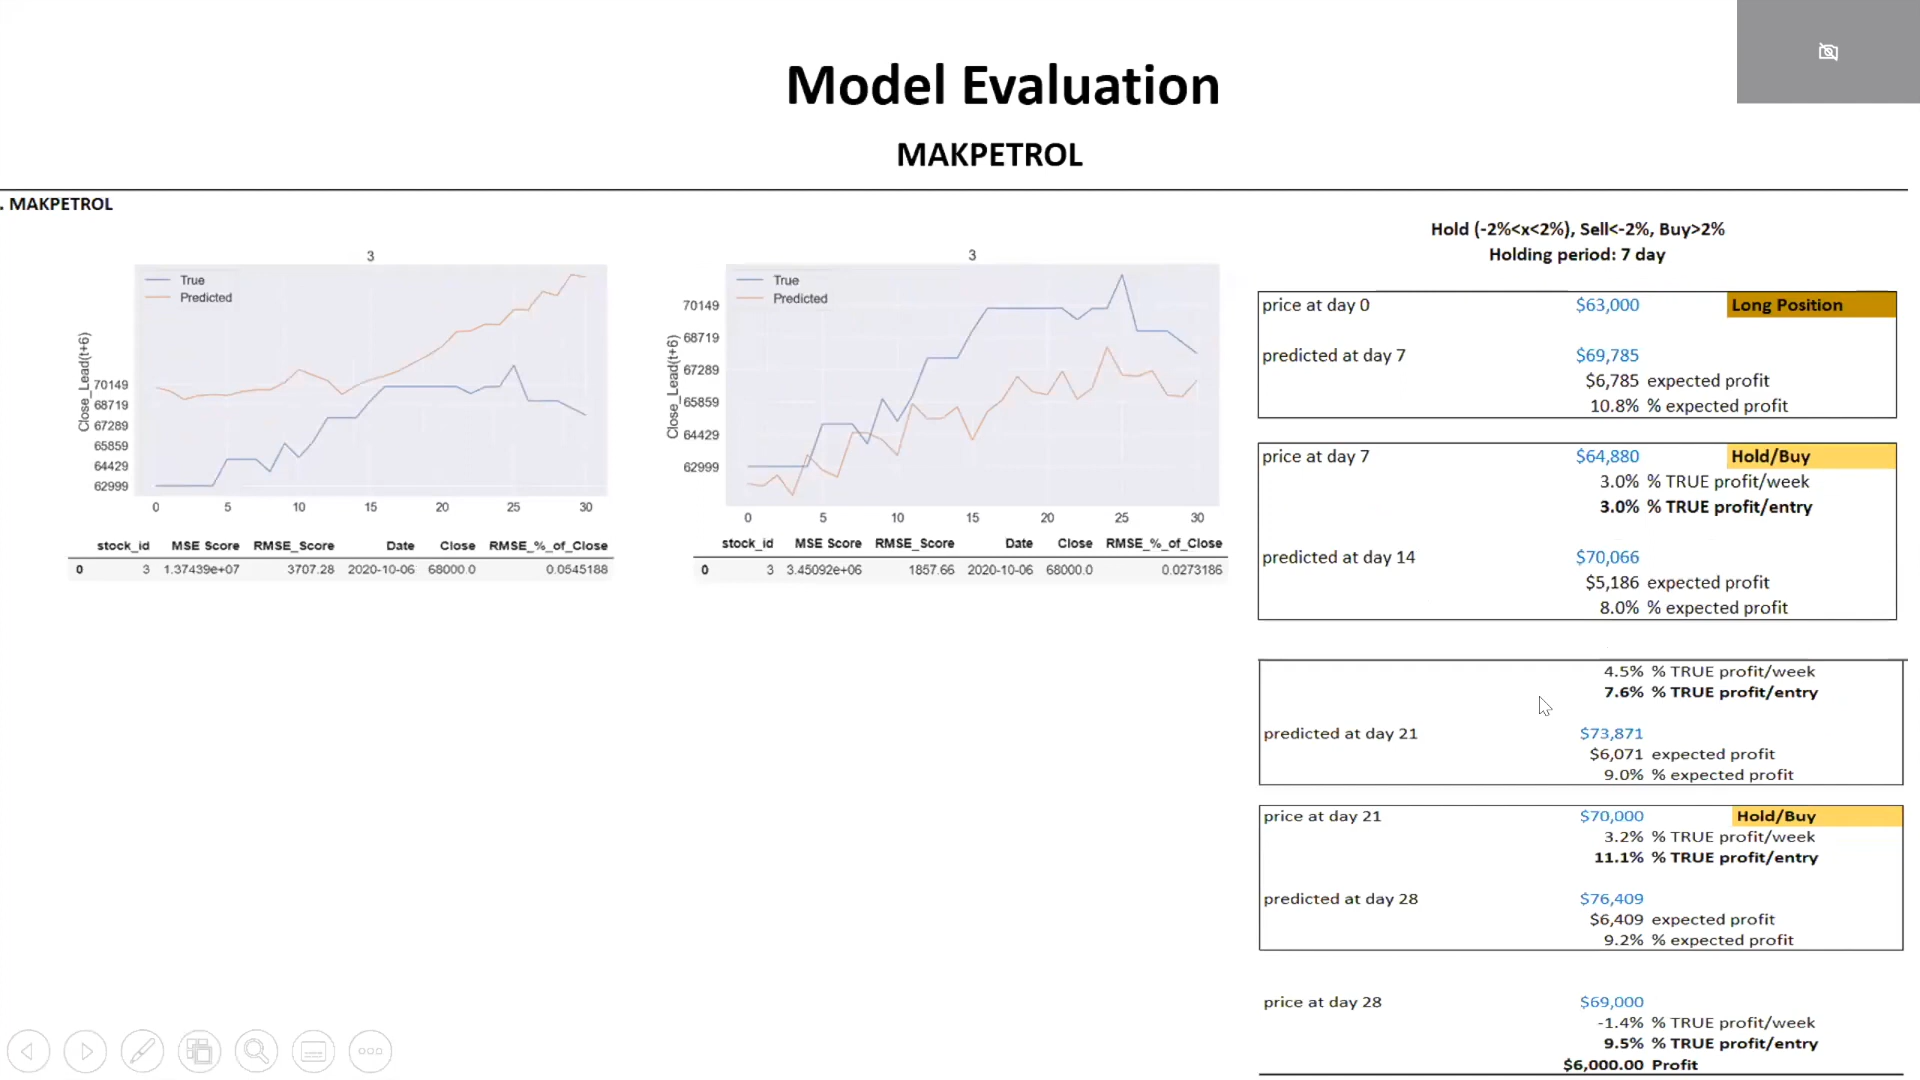 Model Evaluation
MAKPETROL
. MAKPETROL
3
True
Predicted
Close_Lead(t+6)
70149
68719
67289
65859
64429
62999
0 5 10 15 20 25 30
stock_id MSE Score RMSE_Score Date Close RMSE_%_of_Close
0 3 1.37439e+07 3707.28 2020-10-06 68000.0 0.0545188
3
True
Predicted
Close_Lead(t+6)
70149
68719
67289
65859
64429
62999
0 5 10 15 20 25 30
stock_id MSE Score RMSE_Score Date Close RMSE_%_of_Close
0 3 3.45092e+06 1857.66 2020-10-06 68000.0 0.0273186
Hold (-2%<x<2%), Sell<-2%, Buy>2%
Holding period: 7 day
price at day 0 $63,000 Long Position
predicted at day 7 $69,785
$6,785 expected profit
10.8% % expected profit
price at day 7 $64,880 Hold/Buy
3.0% % TRUE profit/week
3.0% % TRUE profit/entry
predicted at day 14 $70,066
$5,186 expected profit
8.0% % expected profit
4.5% % TRUE profit/week
7.6% % TRUE profit/entry
predicted at day 21 $73,871
$6,071 expected profit
9.0% % expected profit
price at day 21 $70,000 Hold/Buy
3.2% % TRUE profit/week
11.1% % TRUE profit/entry
predicted at day 28 $76,409
$6,409 expected profit
9.2% % expected profit
price at day 28 $69,000
-1.4% % TRUE profit/week
9.5% % TRUE profit/entry
$6,000.00 Profit